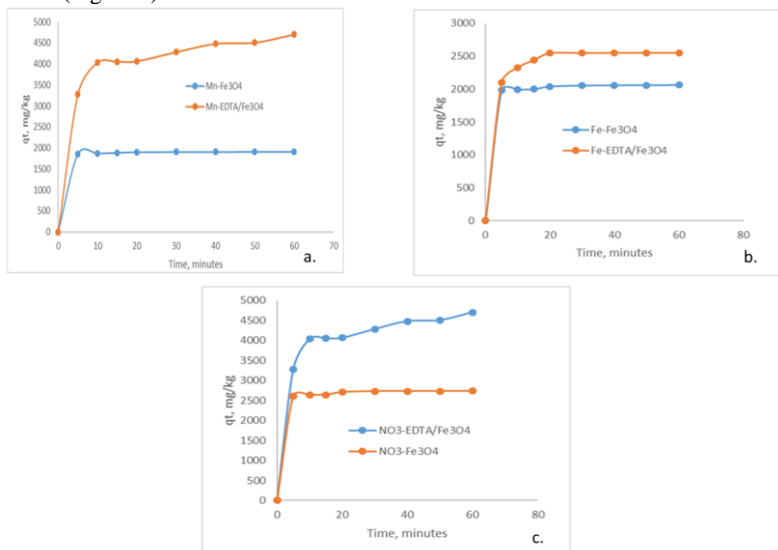 5000
4500
4000
3500
3000
2500
2000
1500
1000
500
0
qt, mg/kg
Mn-Fe3O4
Mn-EDTA/Fe3O4
0 10 20 30 40 50 60 70
Time, minutes
a.
3000
2500
2000
1500
1000
500
0
qt, mg/kg
Fe-Fe3O4
Fe-EDTA/Fe3O4
0 20 40 60 80
Time, minutes
b.
5000
4500
4000
3500
3000
2500
2000
1500
1000
500
0
qt, mg/kg
NO3-EDTA/Fe3O4
NO3-Fe3O4
0 20 40 60 80
Time, minutes
c.